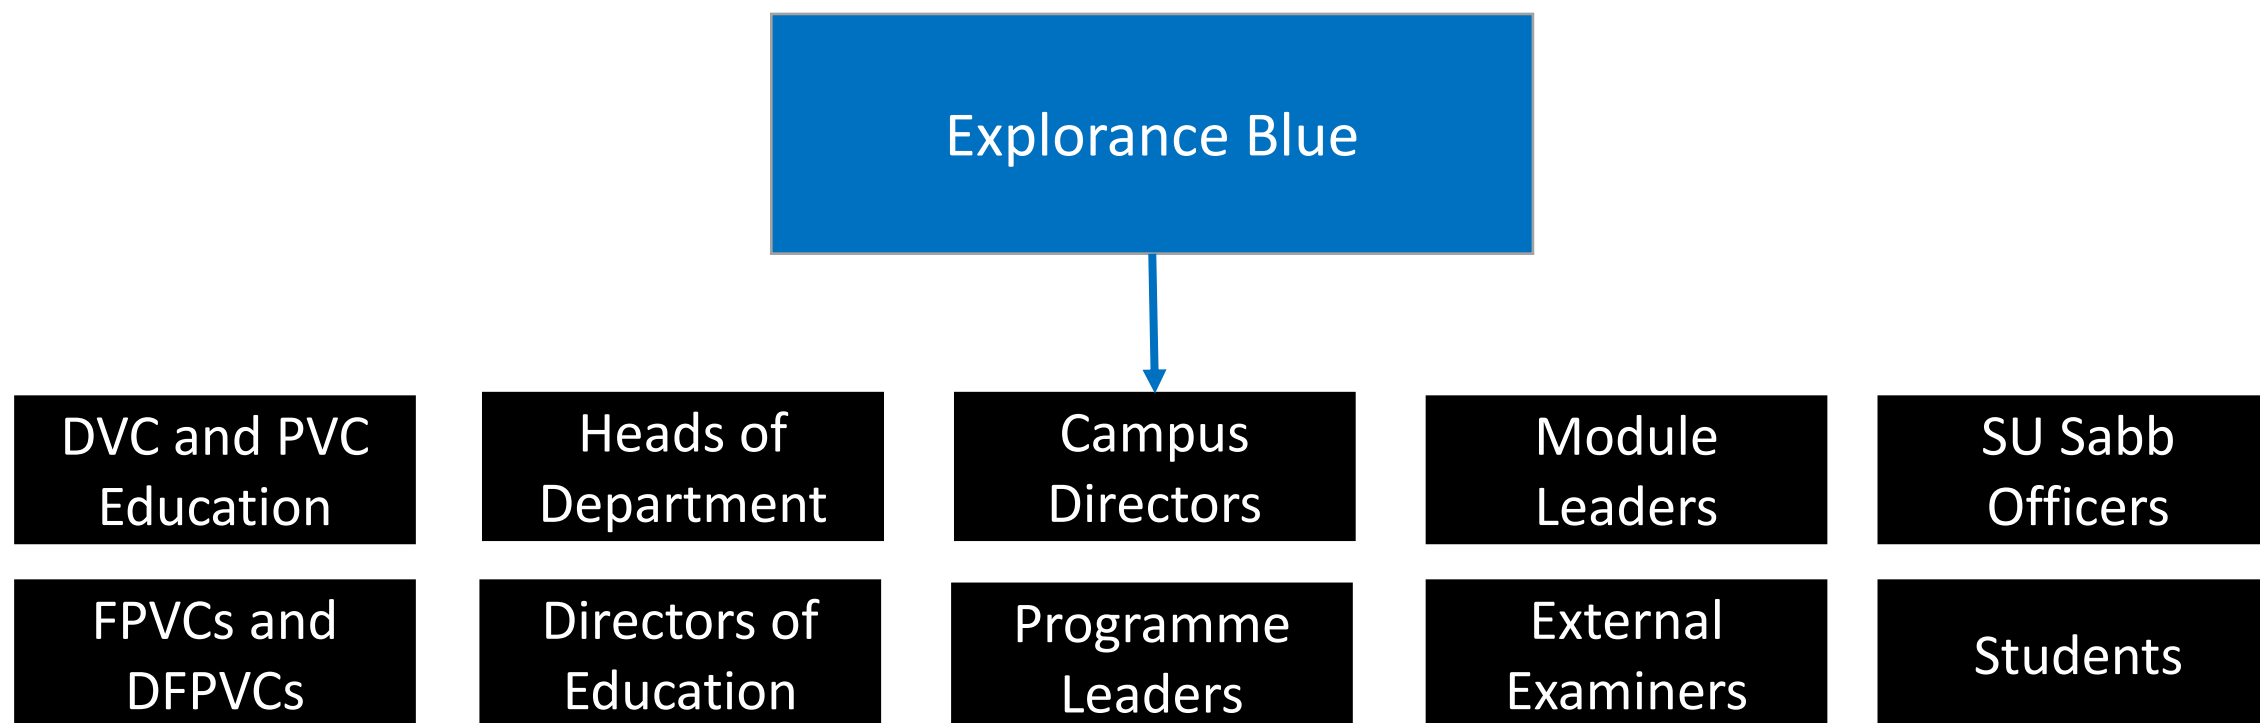 Explorance Blue
DVC and PVC
Education
Heads of
Department
Campus
Directors
Module
Leaders
SU Sabb
Officers
FPVCs and
DFPVCs
Directors of
Education
Programme
Leaders
External
Examiners
Students